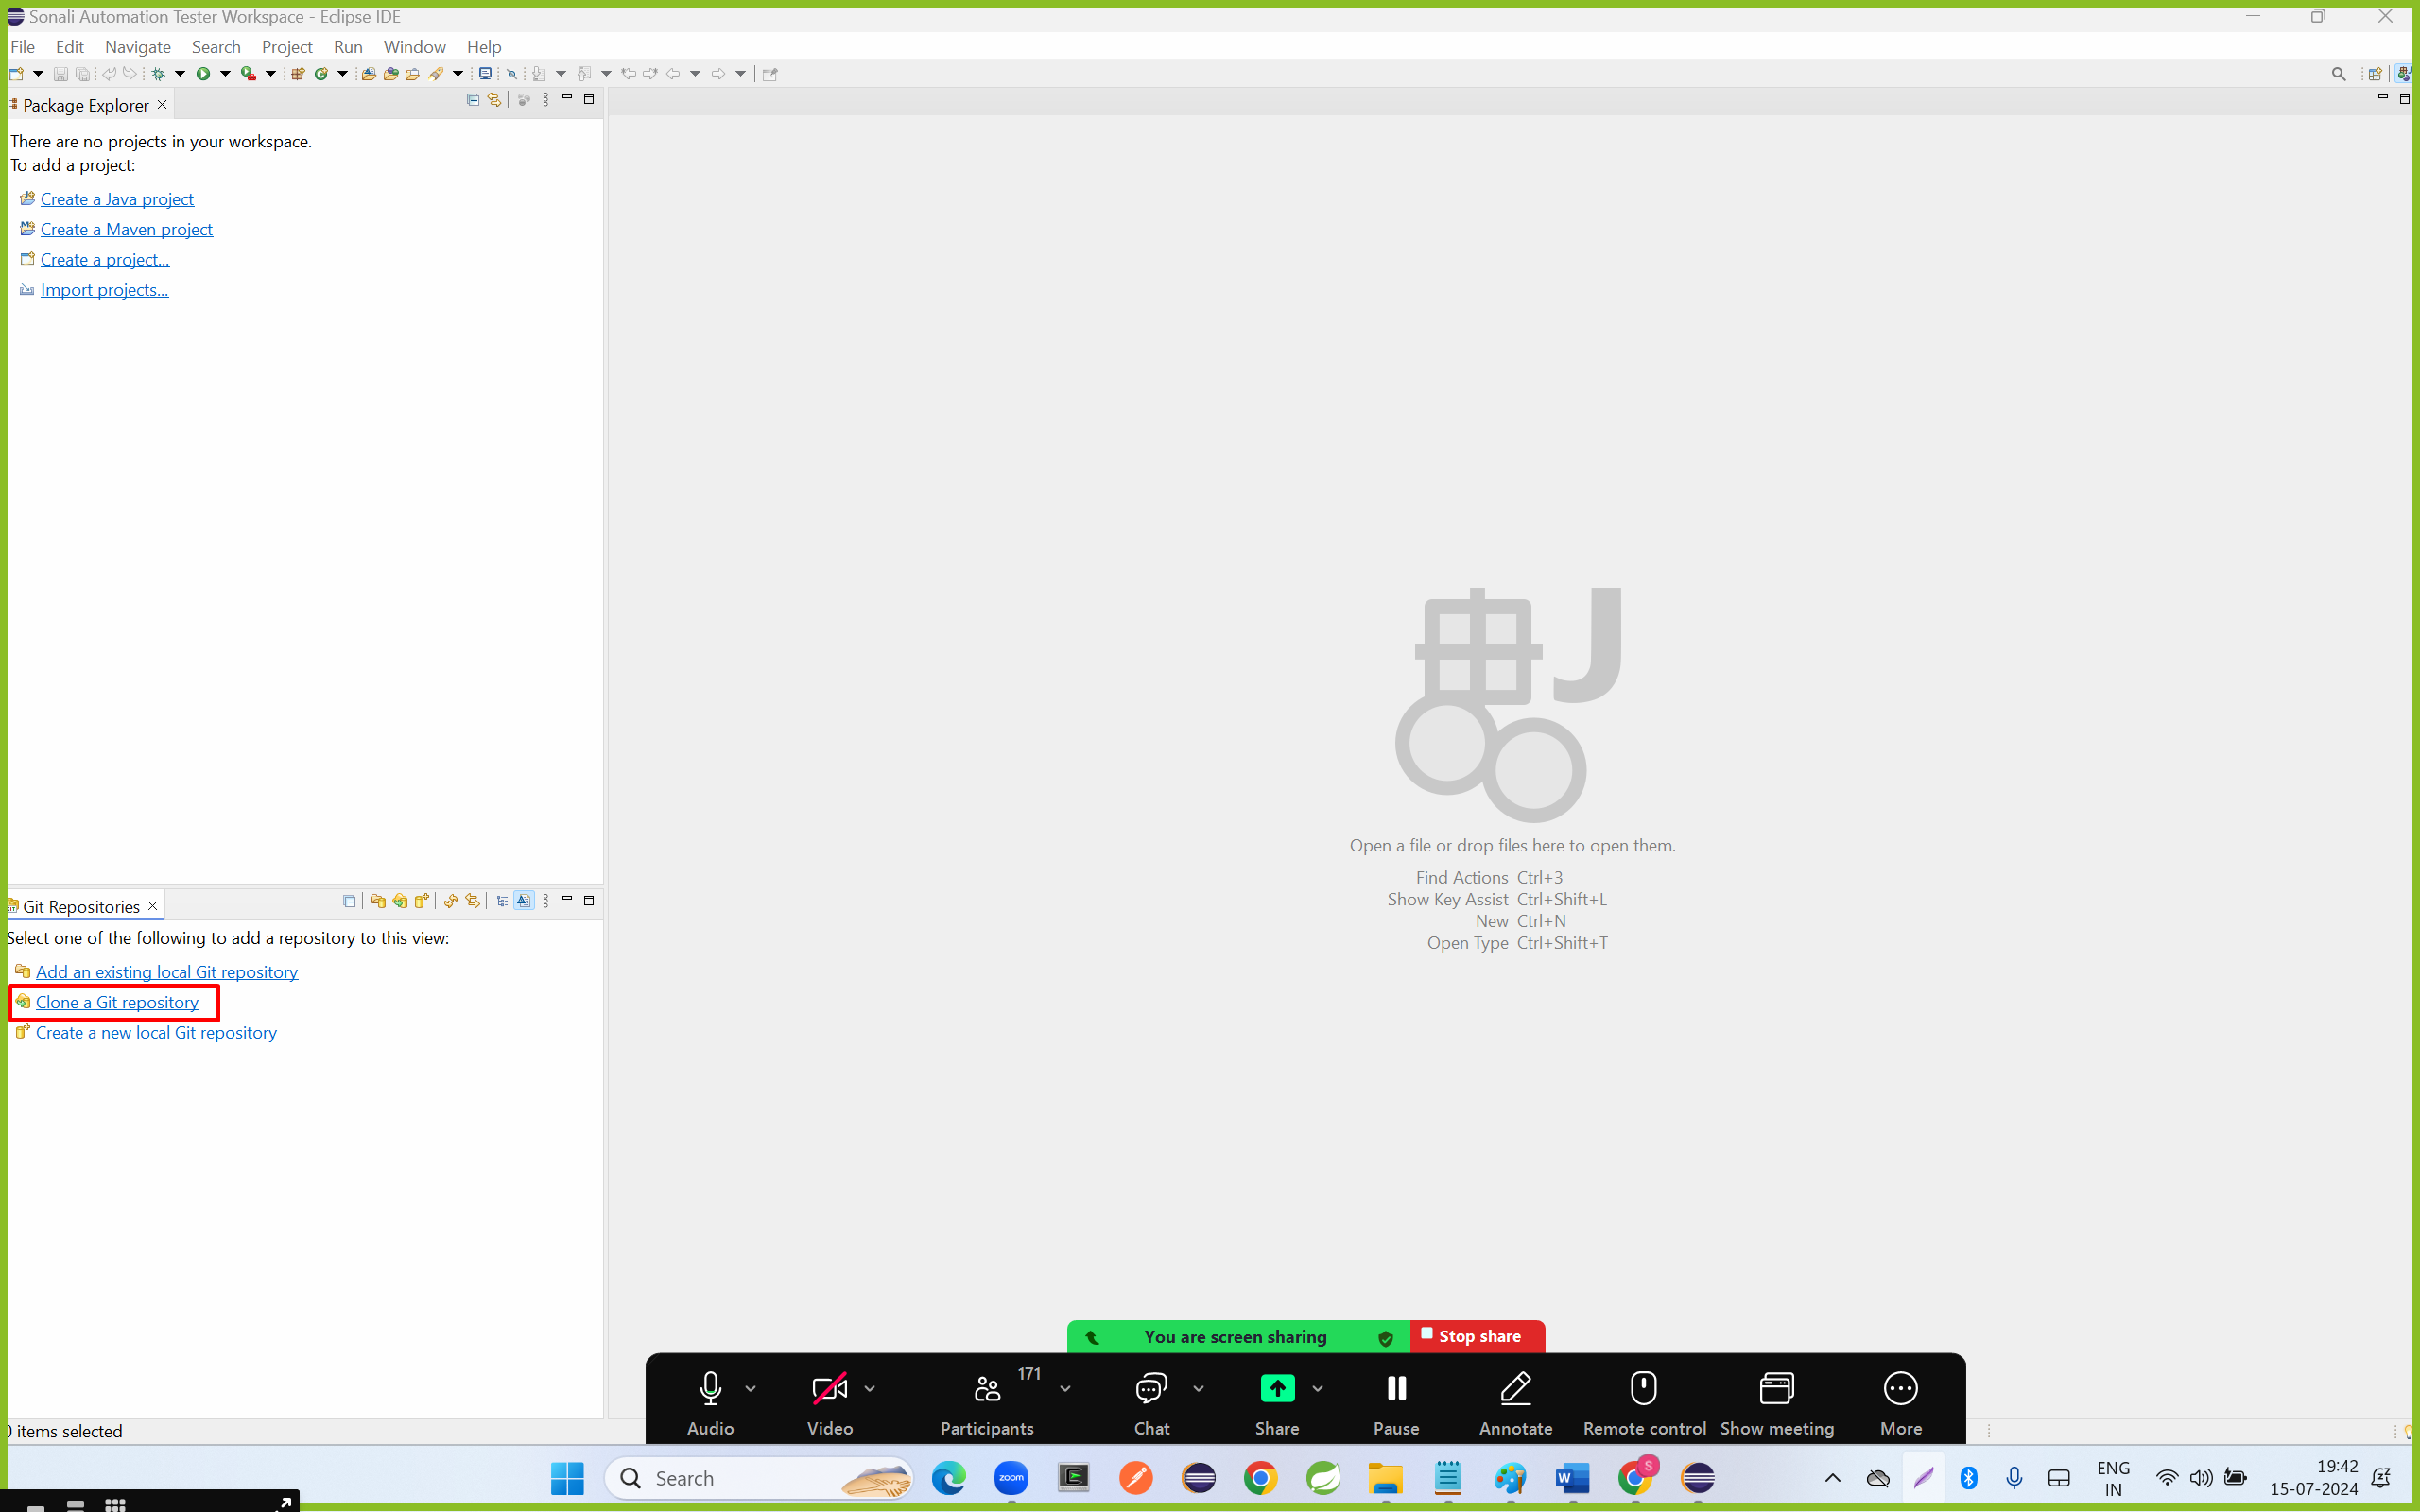 Sonali Automation Tester Workspace - Eclipse IDE
File Edit Navigate Search Project Run Window Help
Package Explorer
There are no projects in your workspace.
To add a project:
Create a Java project
Create a Maven project
Create a project...
Import projects...
Open a file or drop files here to open them.
Find Actions Ctrl+3
Show Key Assist Ctrl+Shift+L
New Ctrl+N
Open Type Ctrl+Shift+T
Git Repositories
Select one of the following to add a repository to this view:
Add an existing local Git repository
Clone a Git repository
Create a new local Git repository
You are screen sharing Stop share
171
Audio Video Participants Chat Share Pause Annotate Remote control Show meeting More
0 items selected
Search
zoom
S
ENG
IN
19:42
15-07-2024